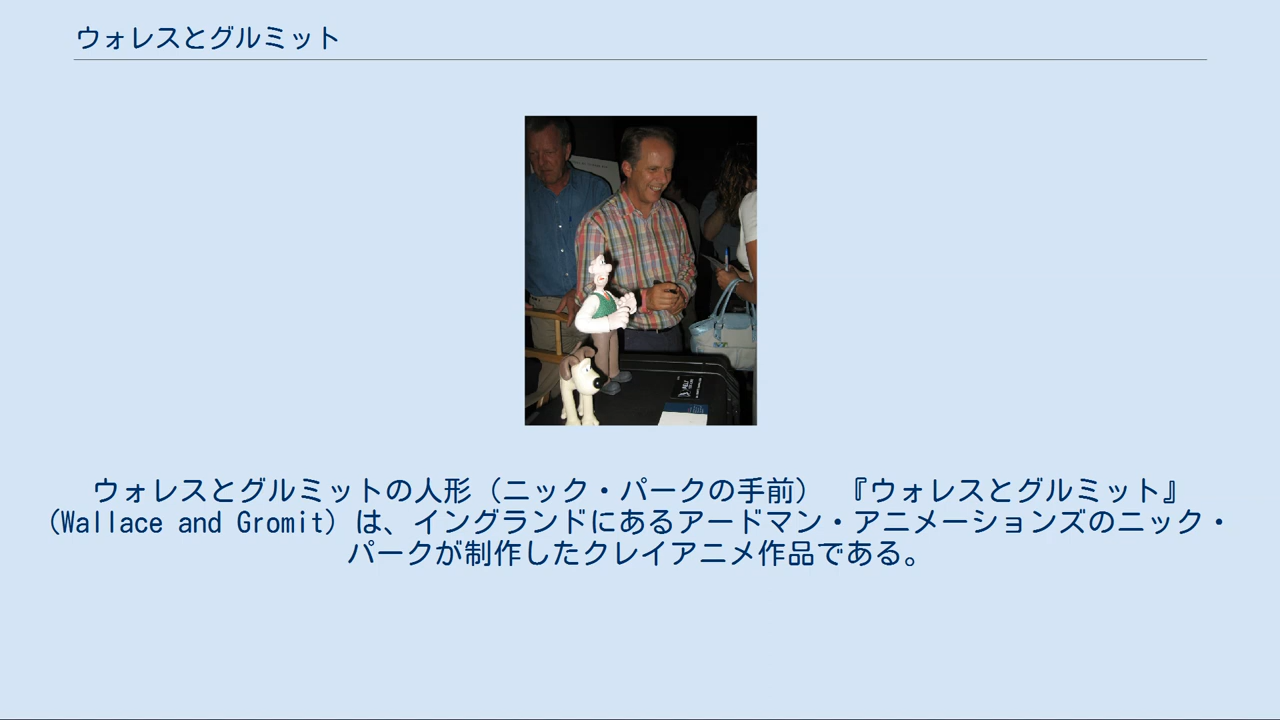 ウォレスとグルミット
ウォレスとグルミットの人形（ニック・パークの手前） 『ウォレスとグルミット』
(Wallace and Gromit) は、イングランドにあるアードマン・アニメーションズのニック・
パークが制作したクレイアニメ作品である。